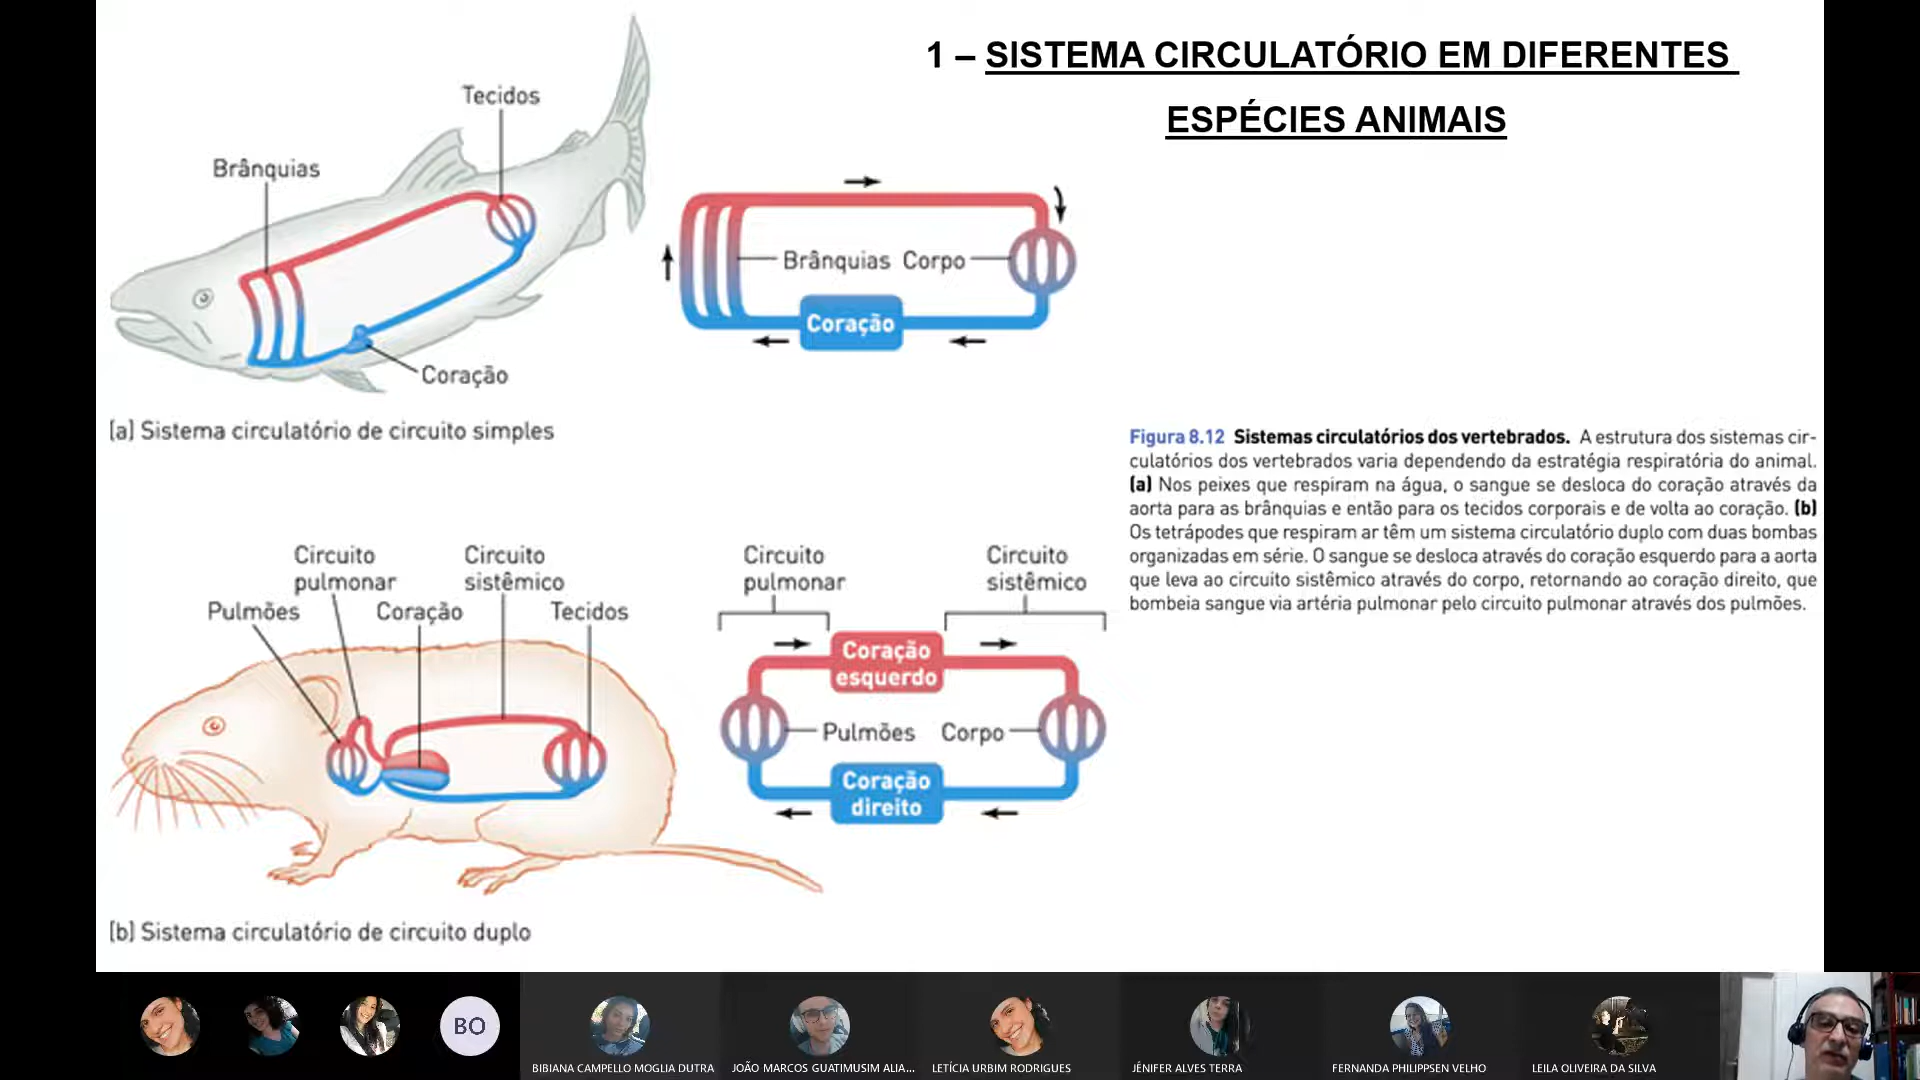 1 – SISTEMA CIRCULATÓRIO EM DIFERENTES
ESPÉCIES ANIMAIS
Tecidos
Brânquias
Coração
Brânquias Corpo
Coração
(a) Sistema circulatório de circuito simples
Figura 8.12 Sistemas circulatórios dos vertebrados. A estrutura dos sistemas cir-
culatórios dos vertebrados varia dependendo da estratégia respiratória do animal.
(a) Nos peixes que respiram na água, o sangue se desloca do coração através da
aorta para as brânquias e então para os tecidos corporais e de volta ao coração. (b)
Os tetrápodes que respiram ar têm um sistema circulatório duplo com duas bombas
organizadas em série. O sangue se desloca através do coração esquerdo para a aorta
que leva ao circuito sistêmico através do corpo, retornando ao coração direito, que
bombeia sangue via artéria pulmonar pelo circuito pulmonar através dos pulmões.
Circuito
pulmonar
Circuito
sistêmico
Pulmões
Coração
Tecidos
Circuito
pulmonar
Circuito
sistêmico
Coração
esquerdo
Pulmões Corpo
Coração
direito
(b) Sistema circulatório de circuito duplo
BO
BIBIANA CAMPELLO MOGLIA DUTRA
JOÃO MARCOS GUATIMUSIM ALIA...
LETÍCIA URBIM RODRIGUES
JÊNIFER ALVES TERRA
FERNANDA PHILIPPSEN VELHO
LEILA OLIVEIRA DA SILVA